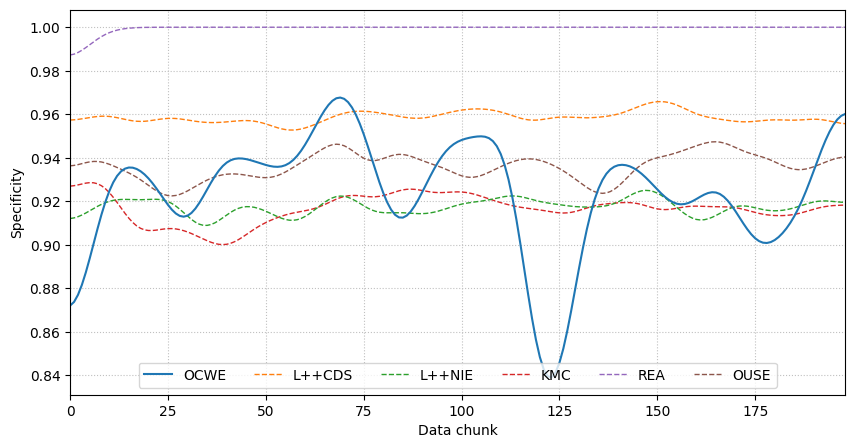 Specificity
1.00
0.98
0.96
0.94
0.92
0.90
0.88
0.86
0.84
OCWE L++CDS L++NIE KMC REA OUSE
0 25 50 75 100 125 150 175
Data chunk